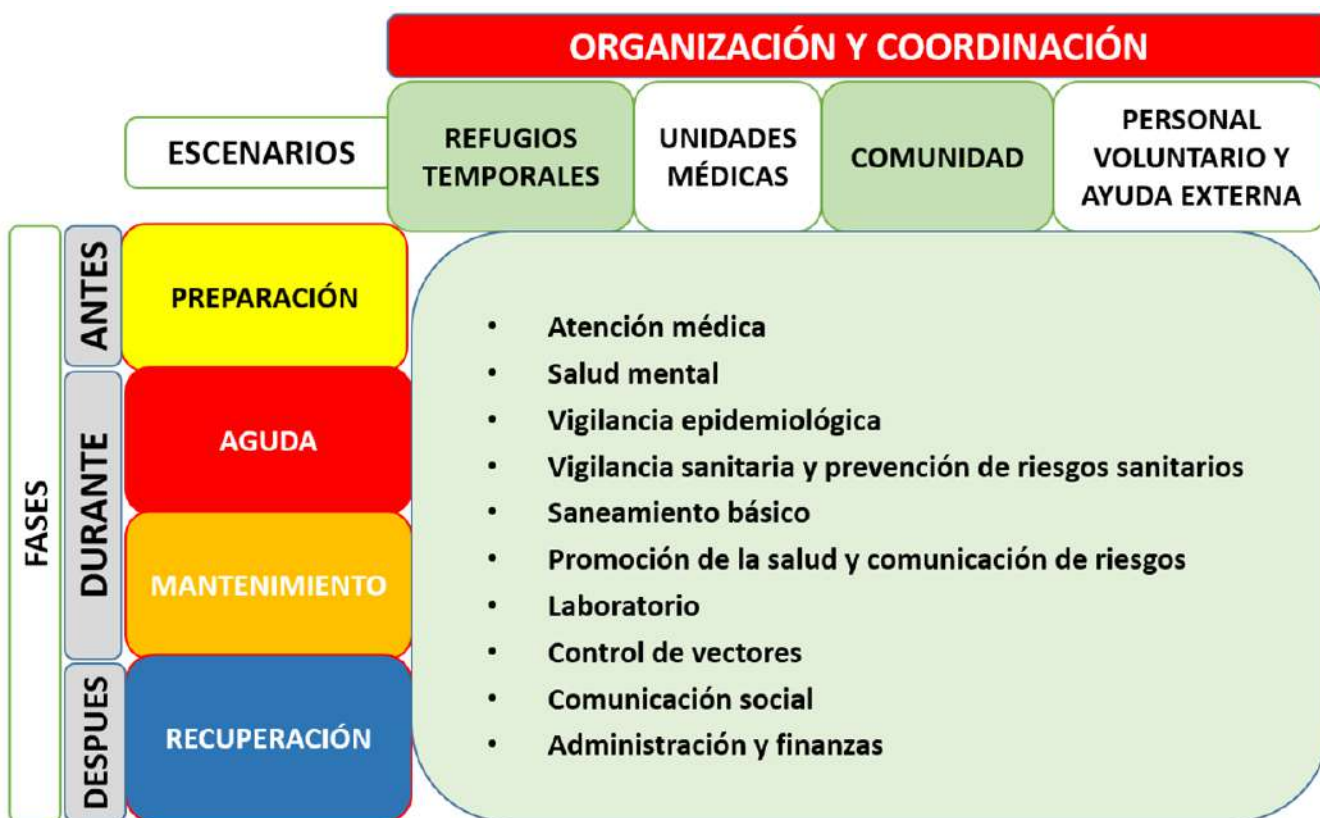 ORGANIZACIÓN Y COORDINACIÓN
ESCENARIOS
REFUGIOS
TEMPORALES
UNIDADES
MÉDICAS
COMUNIDAD
PERSONAL
VOLUNTARIO Y
AYUDA EXTERNA
FASES
ANTES
PREPARACIÓN
DURANTE
AGUDA
MANTENIMIENTO
DESPUES
RECUPERACIÓN
• Atención médica
• Salud mental
• Vigilancia epidemiológica
• Vigilancia sanitaria y prevención de riesgos sanitarios
• Saneamiento básico
• Promoción de la salud y comunicación de riesgos
• Laboratorio
• Control de vectores
• Comunicación social
• Administración y finanzas